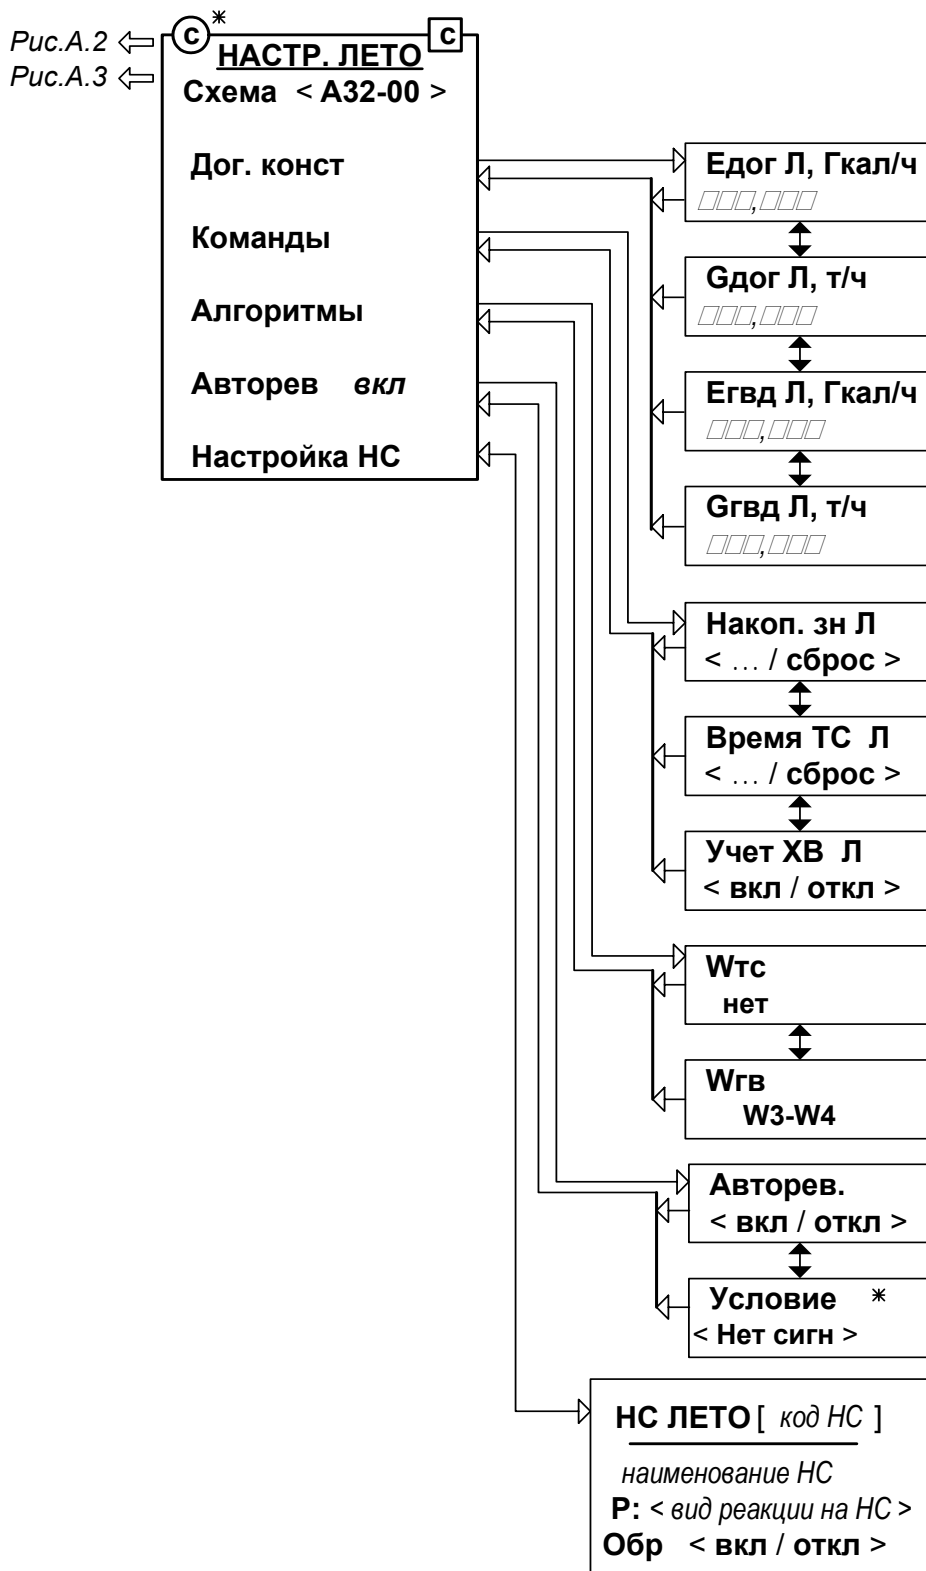 Рис.А.2
Рис.А.3
С *
С
НАСТР. ЛЕТО
Схема < А32-00 >
Дог. конст
Команды
Алгоритмы
Авторев вкл
Настройка НС
Едог Л, Гкал/ч
□□□,□□□
Gдог Л, т/ч
□□□,□□□
Егвд Л, Гкал/ч
□□□,□□□
Gгвд Л, т/ч
□□□,□□□
Накоп. зн Л
< ... / сброс >
Время ТС Л
< ... / сброс >
Учет ХВ Л
< вкл / откл >
Wтс
нет
Wгв
W3-W4
Авторев.
< вкл / откл >
Условие *
< Нет сигн >
НС ЛЕТО [ код НС ]
наименование НС
Р: < вид реакции на НС >
Обр < вкл / откл >